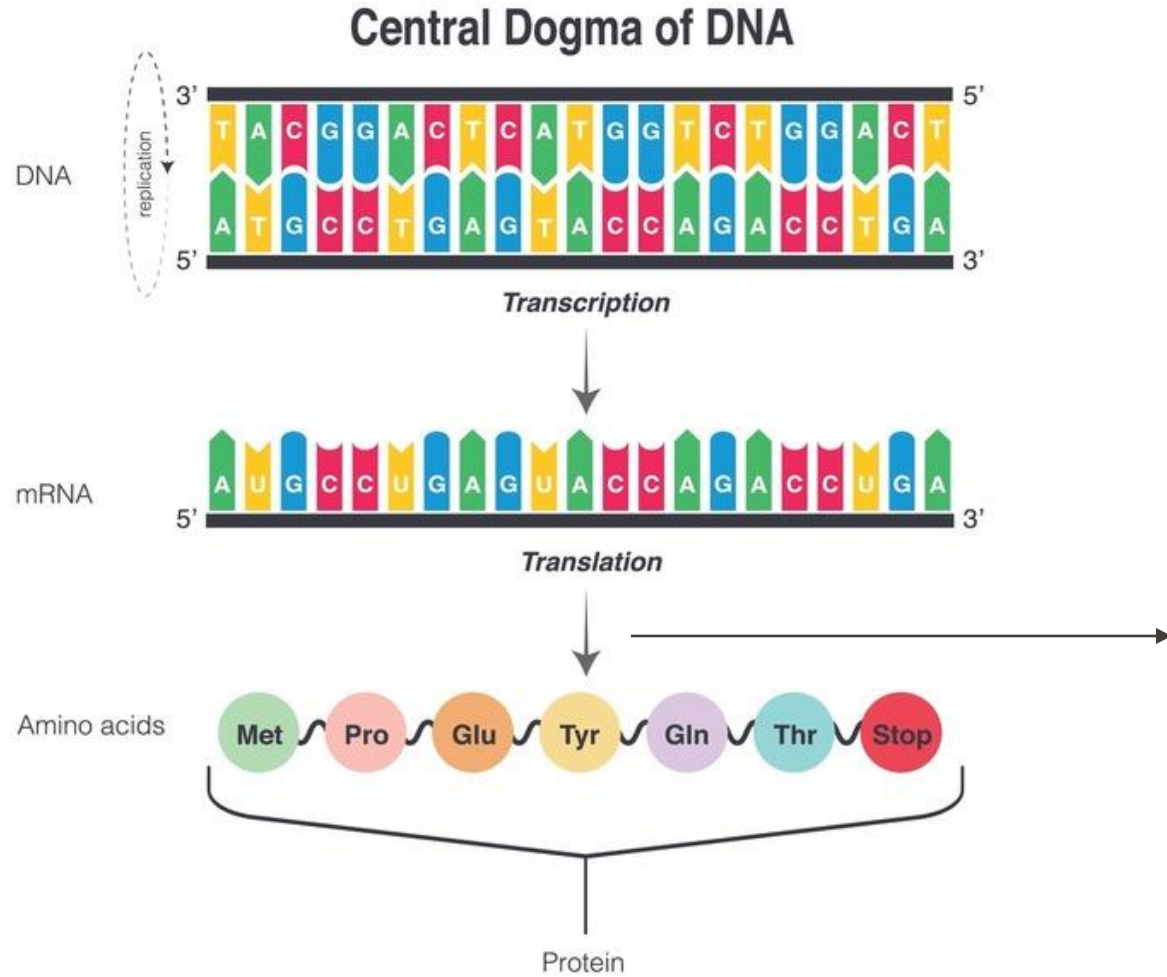 Central Dogma of DNA
3’ 5’
T A C G G A C T C A T G G T C T G G A C T
replication
DNA
A T G C C T G A G T A C C A G A C C T G A
5’ 3’
Transcription
A U G C C U G A G U A C C A G A C C U G A
mRNA
5’ 3’
Translation
Amino acids
Met Pro Glu Tyr Gln Thr Stop
Protein